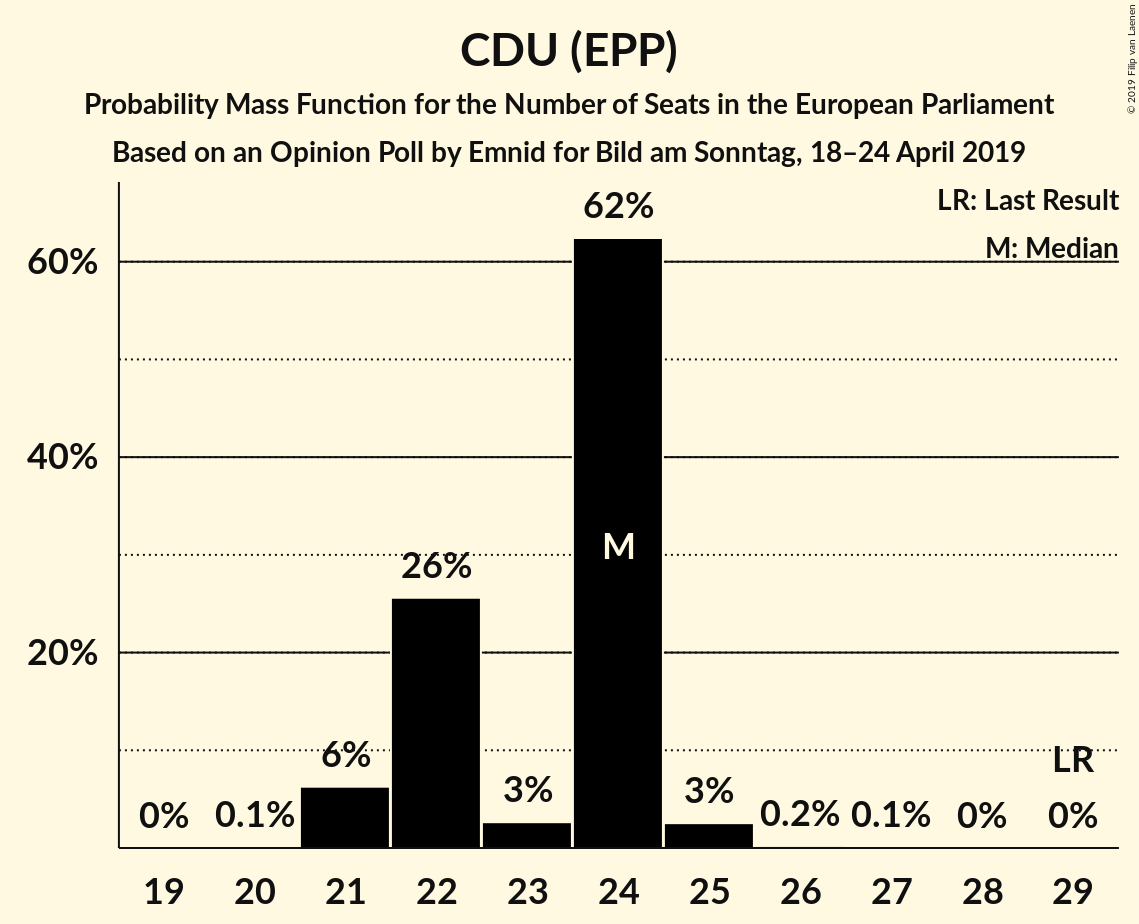 CDU (EPP)
Probability Mass Function for the Number of Seats in the European Parliament
Based on an Opinion Poll by Emnid for Bild am Sonntag, 18–24 April 2019
© 2019 Filip van Laenen
LR: Last Result
M: Median
60%
40%
20%
0%
0.1%
6%
26%
3%
62%
M
3%
0.2%
0.1%
0%
LR
0%
19 20 21 22 23 24 25 26 27 28 29